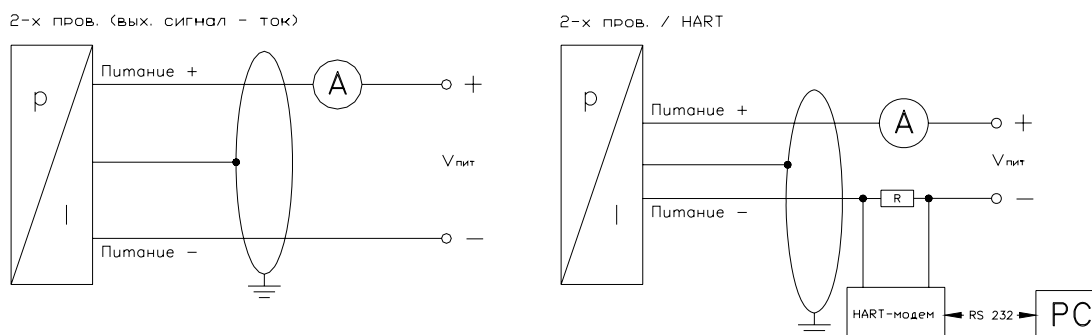 2-х пров. (вых. сигнал - ток)
p
I
Питание +
A
+
Vпит
Питание -
-
2-х пров. / HART
p
I
Питание +
A
+
Vпит
Питание -
R
-
HART-модем
RS 232
PC